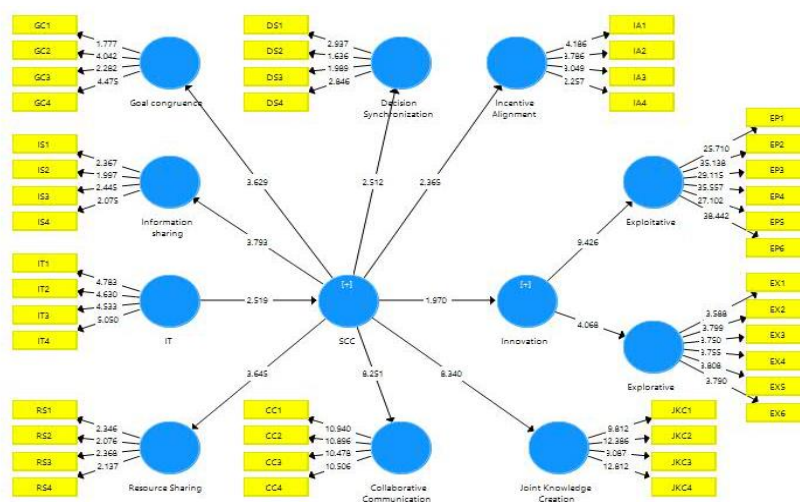 GC1
GC2
GC3
GC4
1.777
4.042
2.282
4.475
Goal congruence
DS1
DS2
DS3
DS4
2.937
1.636
1.989
2.846
Decision
Synchronization
4.186
3.786
3.049
2.257
Incentive
Alignment
IA1
IA2
IA3
IA4
IS1
IS2
IS3
IS4
2.367
1.997
2.445
2.075
Information
sharing
3.629
2.512
2.365
3.793
Exploitative
25.710
35.138
29.115
35.557
27.102
38.442
EP1
EP2
EP3
EP4
EP5
EP6
9.426
IT1
IT2
IT3
IT4
4.783
4.630
4.533
5.050
IT
2.519
[+]
SCC
1.970
[+]
Innovation
4.068
Explorative
3.588
3.799
3.750
3.755
3.808
3.790
EX1
EX2
EX3
EX4
EX5
EX6
3.645
8.251
8.340
RS1
RS2
RS3
RS4
2.346
2.076
2.368
2.137
Resource Sharing
CC1
CC2
CC3
CC4
10.940
10.896
10.478
10.506
Collaborative
Communication
Joint Knowledge
Creation
9.812
12.386
3.087
12.812
JKC1
JKC2
JKC3
JKC4